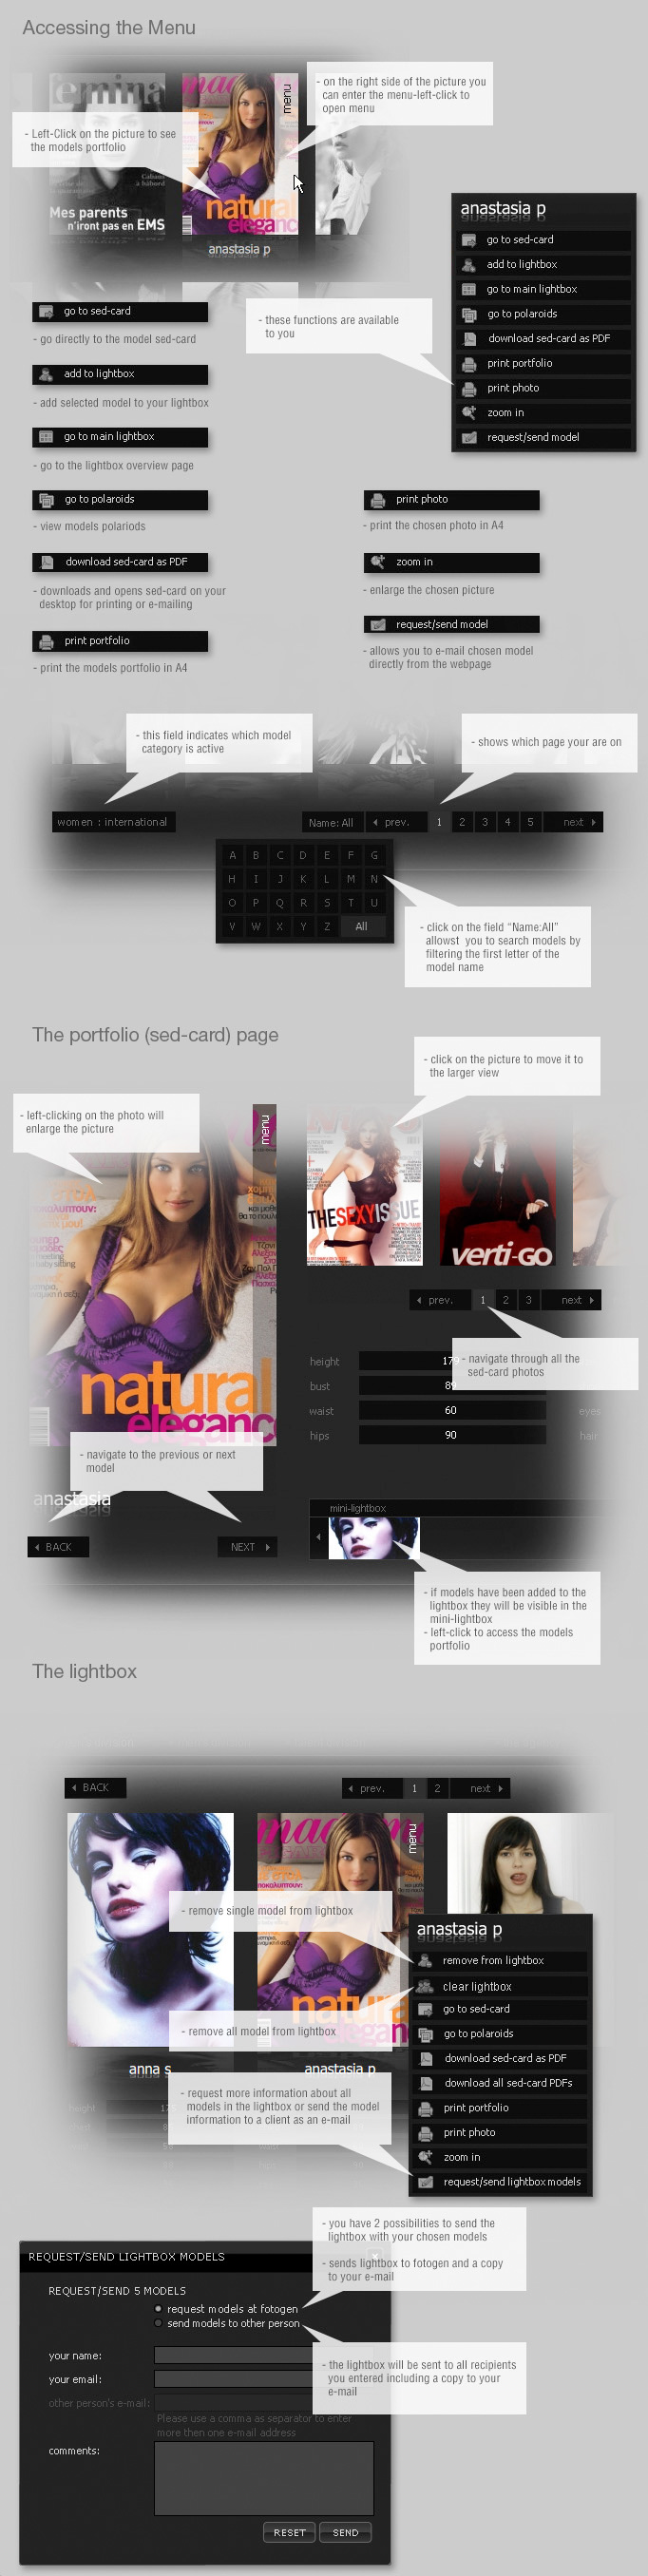 Accessing the Menu
- on the right side of the picture you
can enter the menu-left-click to
open menu
menu
- Left-Click on the picture to see
the models portfolio
Mes parents
n'iront pas en EMS
natural
eleganc
anastasia p
anastasia p
go to sed-card
add to lightbox
go to main lightbox
go to polaroids
download sed-card as PDF
print portfolio
print photo
zoom in
request/send model
- these functions are available
to you
go to sed-card
- go directly to the model sed-card
add to lightbox
- add selected model to your lightbox
go to main lightbox
- go to the lightbox overview page
go to polaroids
- view models polariods
download sed-card as PDF
- downloads and opens sed-card on your
desktop for printing or e-mailing
print portfolio
- print the models portfolio in A4
print photo
- print the chosen photo in A4
zoom in
- enlarge the chosen picture
request/send model
- allows you to e-mail chosen model
directly from the webpage
- this field indicates which model
category is active
- shows which page your are on
women : international
Name: All prev. 1 2 3 4 5 next
A B C D E F G
H I J K L M N
O P Q R S T U
V W X Y Z All
- click on the field “Name:All”
allowst you to search models by
filtering the first letter of the
model name
The portfolio (sed-card) page
- click on the picture to move it to
the larger view
- left-clicking on the photo will
enlarge the picture
menu
THE SEXY ISSUE
verti-GO
natural
eleganc
prev. 1 2 3 next
- navigate through all the
sed-card photos
height 179
bust 89
waist 60 eyes
hips 90 hair
- navigate to the previous or next
model
anastasia
BACK
NEXT
mini-lightbox
- if models have been added to the
lightbox they will be visible in the
mini-lightbox
- left-click to access the models
portfolio
The lightbox
BACK
prev. 1 2 next
menu
- remove single model from lightbox
- remove all model from lightbox
anna s
anastasia p
- request more information about all
models in the lightbox or send the model
information to a client as an e-mail
anastasia p
remove from lightbox
clear lightbox
go to sed-card
go to polaroids
download sed-card as PDF
download all sed-card PDFs
print portfolio
print photo
zoom in
request/send lightbox models
- you have 2 possibilities to send the
lightbox with your chosen models
- sends lightbox to fotogen and a copy
to your e-mail
REQUEST/SEND LIGHTBOX MODELS
REQUEST/SEND 5 MODELS
request models at fotogen
send models to other person
- the lightbox will be sent to all recipients
you entered including a copy to your
e-mail
your name:
your email:
other person's e-mail:
Please use a comma as separator to enter
more then one e-mail address
comments:
RESET SEND